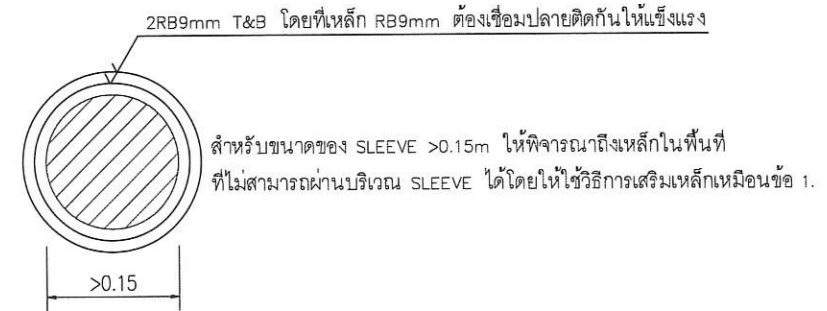 2RB9mm T&B โดยที่เหล็ก RB9mm ต้องเชื่อมปลายติดกันให้แข็งแรง
สำหรับขนาดของ SLEEVE >0.15m ให้พิจารณาถึงเหล็กในพื้นที่
ที่ไม่สามารถผ่านบริเวณ SLEEVE ได้โดยให้ใช้วิธีการเสริมเหล็กเหมือนข้อ 1.
>0.15